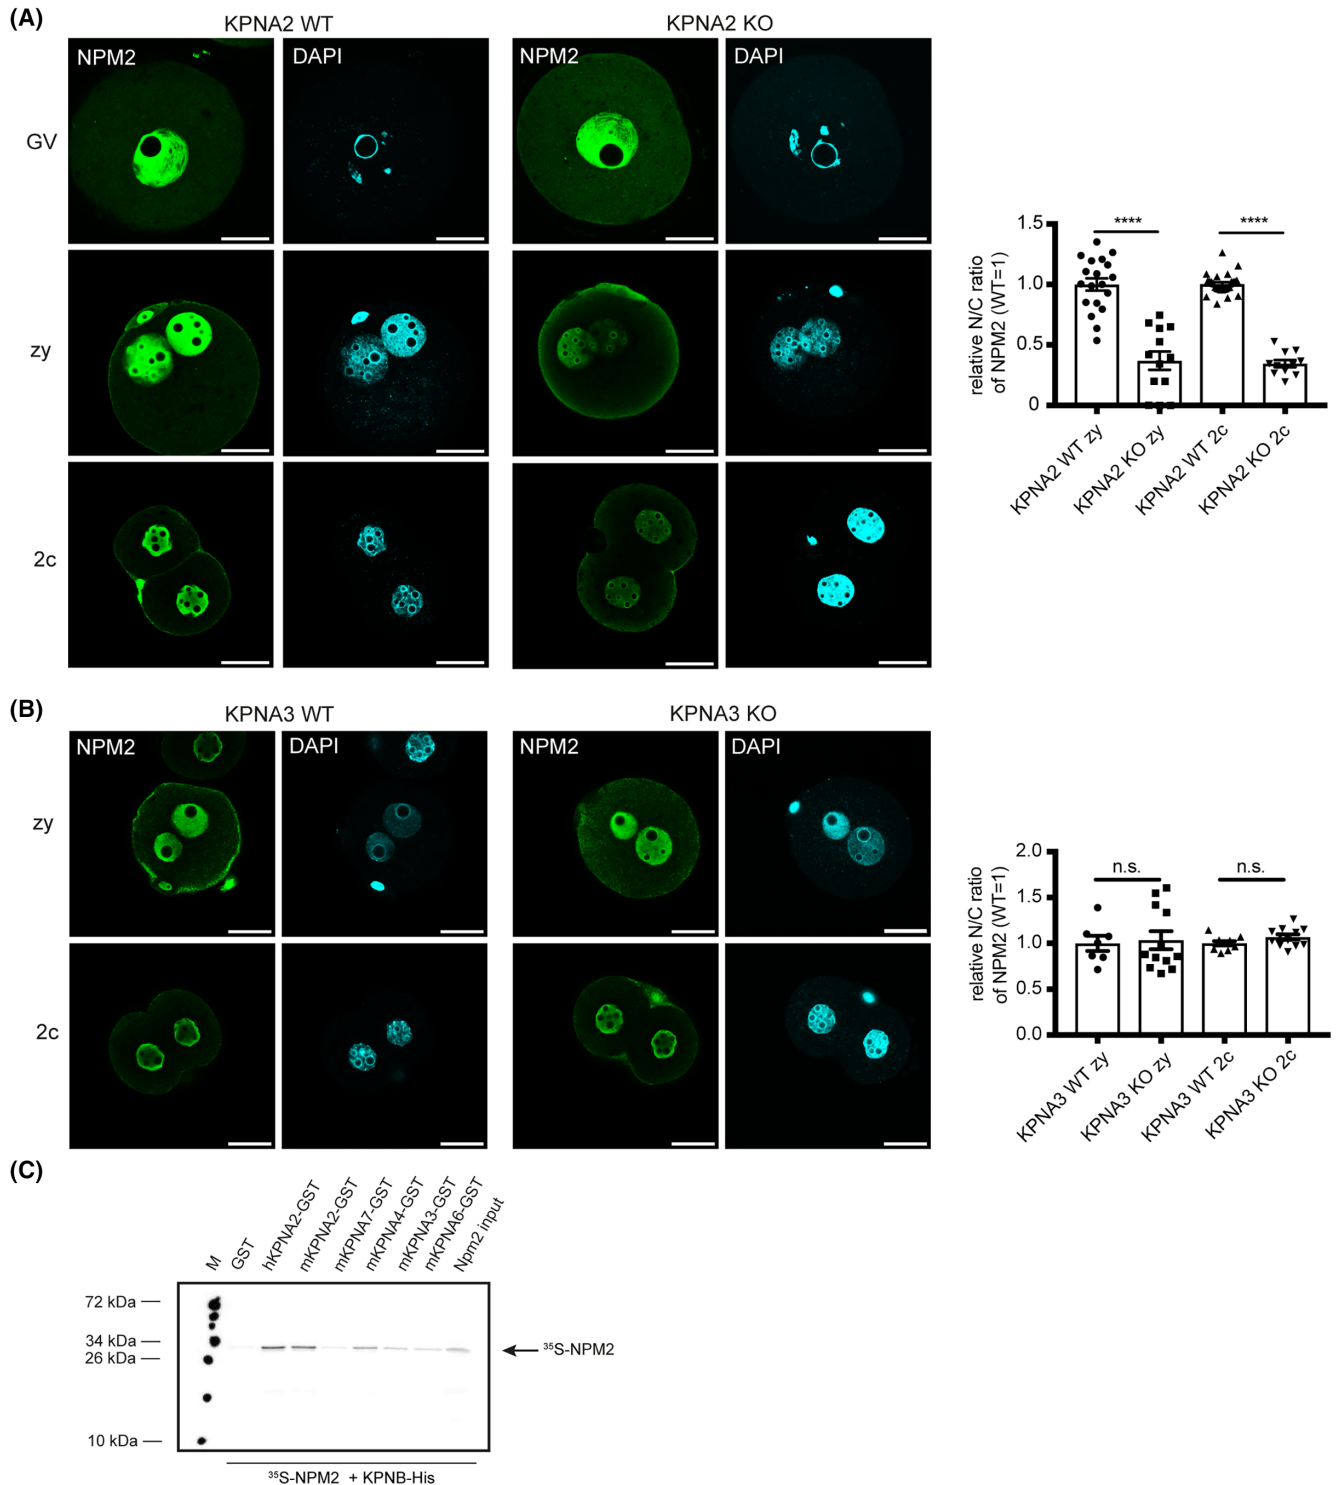 (A)
KPNA2 WT
KPNA2 KO
NPM2
DAPI
NPM2
DAPI
GV
zy
2c
relative N/C ratio
of NPM2 (WT=1)
1.5
1.0
0.5
0
****
****
KPNA2 WT zy
KPNA2 KO zy
KPNA2 WT 2c
KPNA2 KO 2c
(B)
KPNA3 WT
KPNA3 KO
NPM2
DAPI
NPM2
DAPI
zy
2c
relative N/C ratio
of NPM2 (WT=1)
2.0
1.5
1.0
0.5
0.0
n.s.
n.s.
KPNA3 WT zy
KPNA3 KO zy
KPNA3 WT 2c
KPNA3 KO 2c
(C)
M
GST
hKPNA2-GST
mKPNA2-GST
mKPNA7-GST
mKPNA4-GST
mKPNA3-GST
mKPNA6-GST
Npm2 input
72 kDa
34 kDa
26 kDa
10 kDa
³⁵S-NPM2
³⁵S-NPM2 + KPNB-His